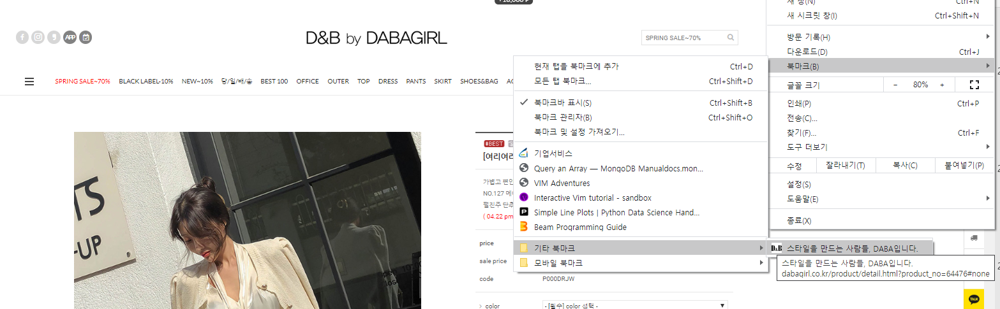 +16,000 P
D&B by DABAGIRL
SPRING SALE~70%
APP
SPRING SALE~70%
BLACK LABEL-10%
NEW~10%
당/일/배/송
BEST 100
OFFICE
OUTER
TOP
DRESS
PANTS
SKIRT
SHOES&BAG
새 창(N) Ctrl+N
새 시크릿 창(I) Ctrl+Shift+N
방문 기록(H)
다운로드(D) Ctrl+J
북마크(B)
글꼴 크기 − 80% +
인쇄(P) Ctrl+P
전송(C)...
찾기(F)... Ctrl+F
도구 더보기
수정 잘라내기(T) 복사(C) 붙여넣기(P)
설정(S)
도움말(E)
종료(X)
현재 탭을 북마크에 추가 Ctrl+D
모든 탭 북마크... Ctrl+Shift+D
북마크바 표시(S) Ctrl+Shift+B
북마크 관리자(B) Ctrl+Shift+O
북마크 및 설정 가져오기...
기업서비스
Query an Array — MongoDB Manualdocs.mon...
VIM Adventures
Interactive Vim tutorial - sandbox
Simple Line Plots | Python Data Science Hand...
Beam Programming Guide
기타 북마크
모바일 북마크
D&B 스타일을 만드는 사람들, DABA입니다.
스타일을 만드는 사람들, DABA입니다.
dabagirl.co.kr/product/detail.html?product_no=64476#none
#BEST
[여리여리
가볍고 편안
NO.127
펄진주 단추
( 04.22 pm
price
sale price
code P000DRJW
color - [필수] color 선택 -
TALK
-UP